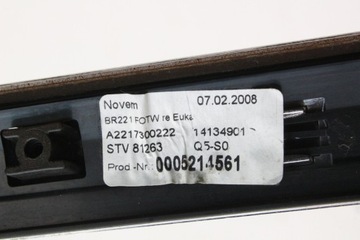 Novem 07.02.2008
BR221 FOTW re Euka
A2217300222 14134901
STV 81263 Q5-S0
Prod-Nr.: 0005214561